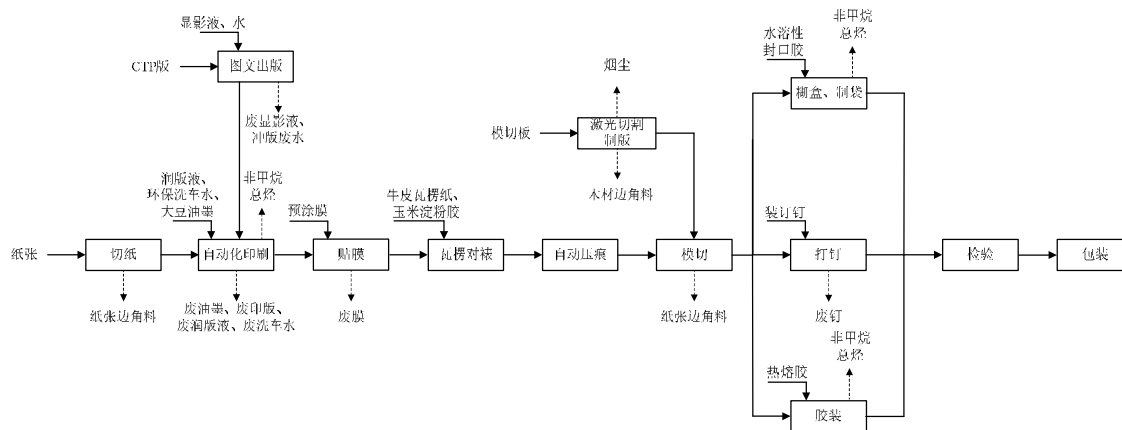 显影液、水
CTP版
图文出版
废显影液、
冲版废水
润版液、
环保洗车水、
大豆油墨
非甲烷
总烃
纸张
切纸
纸张边角料
自动化印刷
废油墨、废印版、
废润版液、废洗车水
预涂膜
贴膜
废膜
牛皮瓦楞纸、
玉米淀粉胶
瓦楞对裱
自动压痕
烟尘
模切板
激光切割
制版
木材边角料
模切
纸张边角料
水溶性
封口胶
非甲烷
总烃
糊盒、制袋
装订钉
打钉
废钉
热熔胶
非甲烷
总烃
胶装
检验
包装